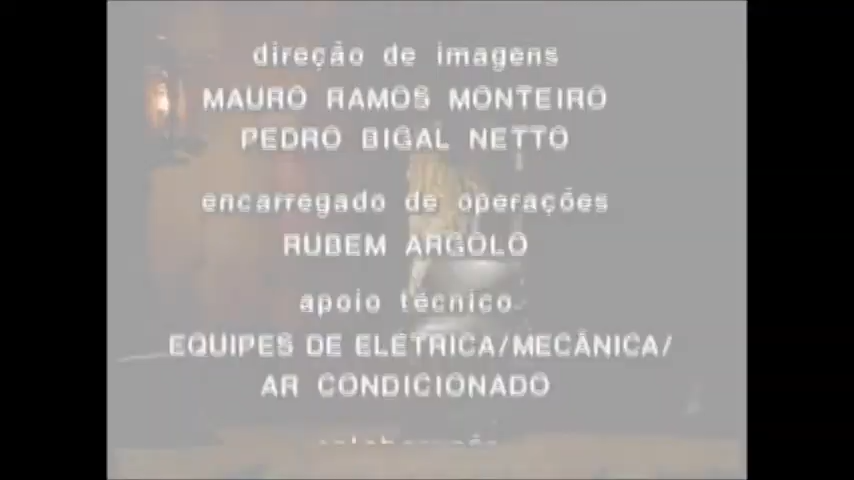 direção de imagens
MAURO RAMOS MONTEIRO
PEDRO BIGAL NETTO
encarregado de operações
RUBEM ARGOLO
apoio técnico
EQUIPES DE ELÉTRICA/MECÂNICA/
AR CONDICIONADO